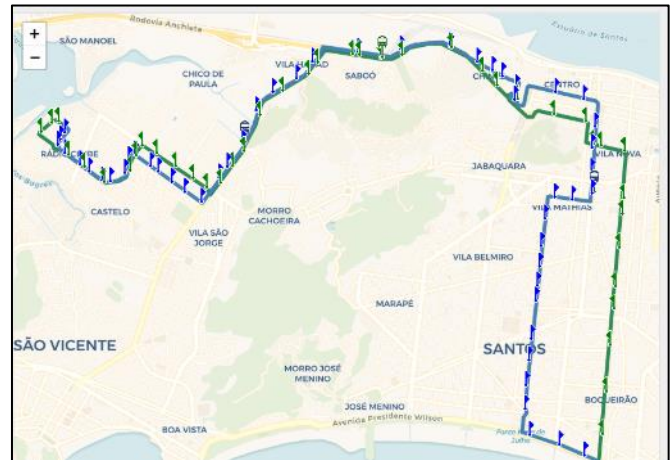 +
−
Rodovia Anchieta
SÃO MANOEL
CHICO DE
PAULA
SABOÓ
Estuário de Santos
CENTRO
VILA NOVA
JABAQUARA
CASTELO
MORRO
CACHOEIRA
VILA SÃO
JORGE
VILA MATHIAS
VILA BELMIRO
MARAPÉ
SÃO VICENTE
SANTOS
MORRO JOSÉ
MENINO
BOQUEIRÃO
JOSÉ MENINO
Avenida Presidente Wilson
BOA VISTA